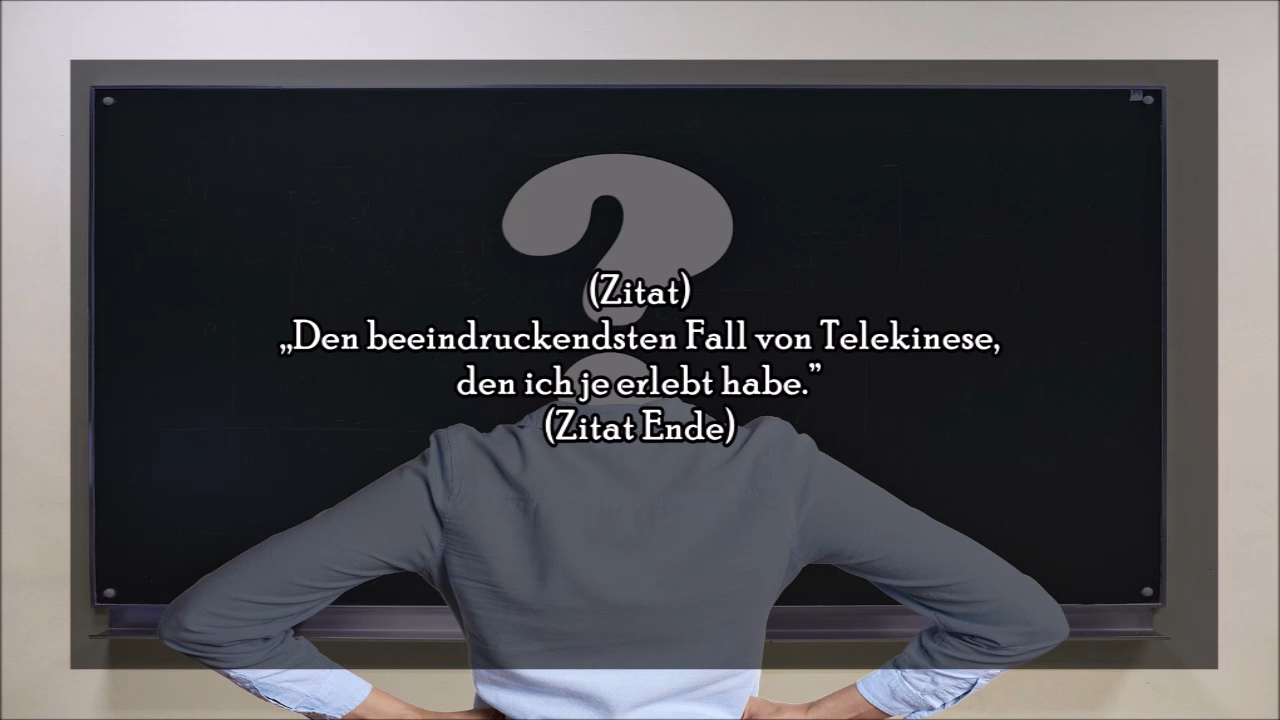 (Zitat)
„Den beeindruckendsten Fall von Telekinese,
den ich je erlebt habe.”
(Zitat Ende)